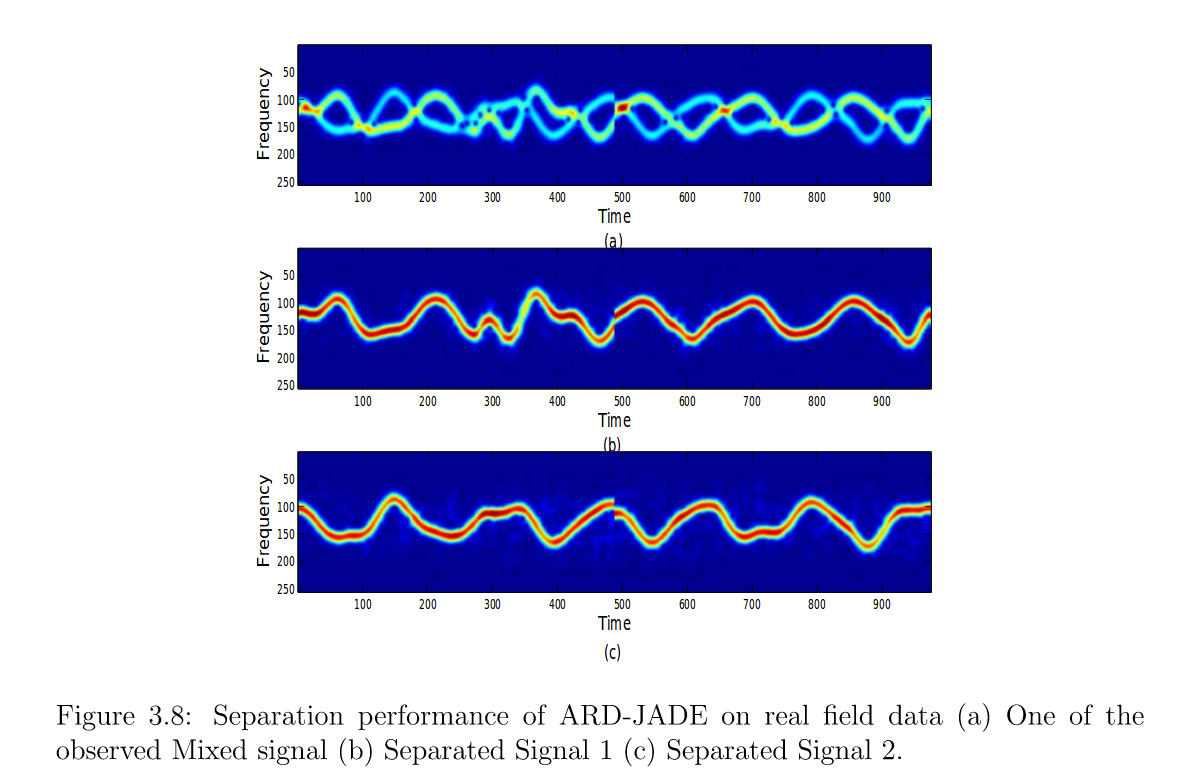 Frequency
50
100
150
200
250
100 200 300 400 500 600 700 800 900
Time
(a)
Frequency
50
100
150
200
250
100 200 300 400 500 600 700 800 900
Time
(b)
Frequency
50
100
150
200
250
100 200 300 400 500 600 700 800 900
Time
(c)
Figure 3.8: Separation performance of ARD-JADE on real field data (a) One of the
observed Mixed signal (b) Separated Signal 1 (c) Separated Signal 2.